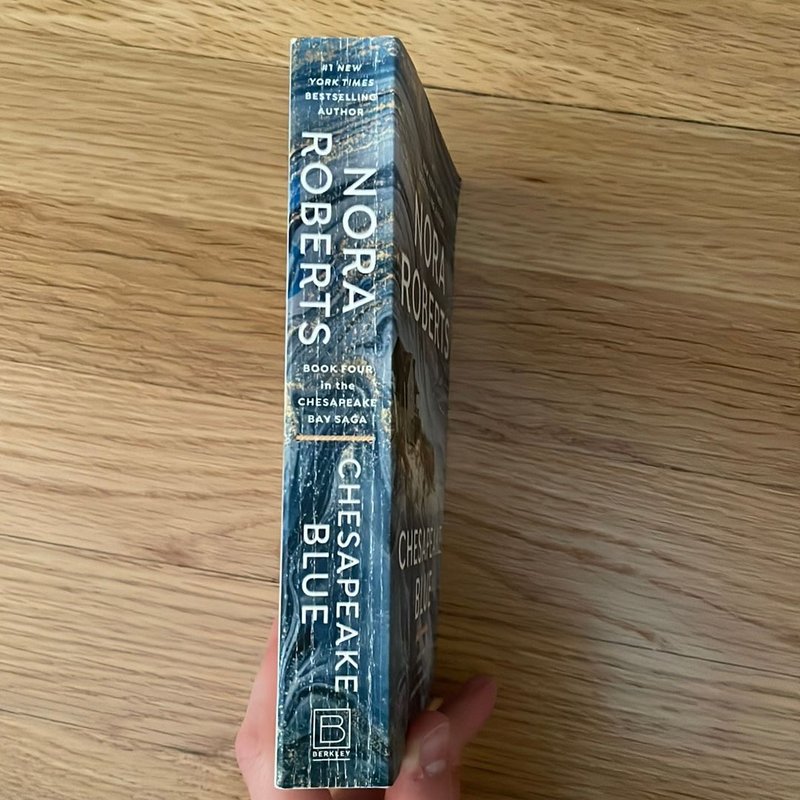 #1 NEW
YORK TIMES
BESTSELLING
AUTHOR
NORA
ROBERTS
BOOK FOUR
in the
CHESAPEAKE
BAY SAGA
CHESAPEAKE
BLUE
B
BERKLEY
NORA
ROBERTS
CHESAPEAKE
BLUE